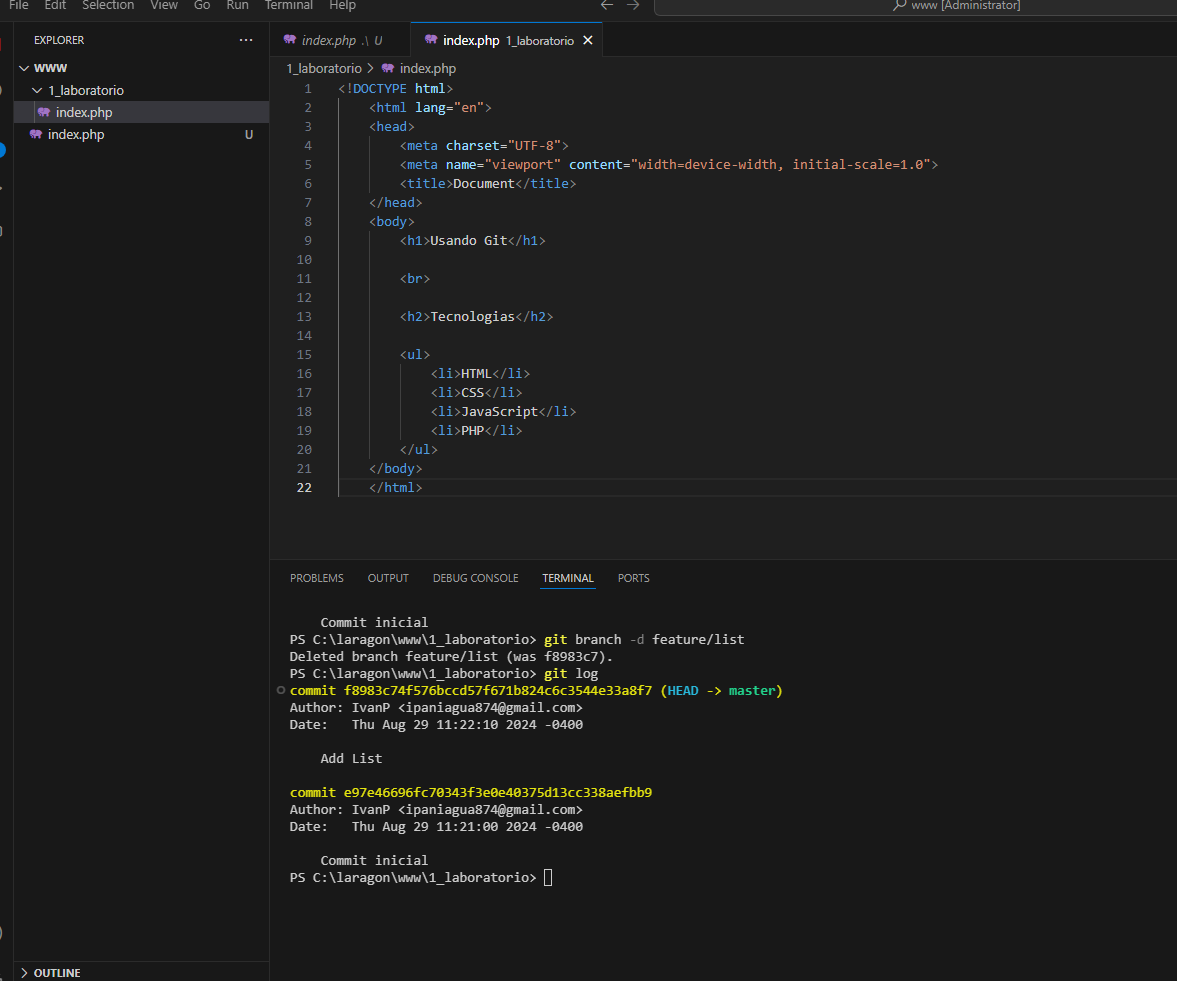 File Edit Selection View Go Run Terminal Help
www [Administrator]
EXPLORER
WWW
1_laboratorio
index.php
index.php U
index.php .\ U
index.php 1_laboratorio
1_laboratorio > index.php
1 <!DOCTYPE html>
2 <html lang="en">
3 <head>
4 <meta charset="UTF-8">
5 <meta name="viewport" content="width=device-width, initial-scale=1.0">
6 <title>Document</title>
7 </head>
8 <body>
9 <h1>Usando Git</h1>
10
11 <br>
12
13 <h2>Tecnologias</h2>
14
15 <ul>
16 <li>HTML</li>
17 <li>CSS</li>
18 <li>JavaScript</li>
19 <li>PHP</li>
20 </ul>
21 </body>
22 </html>
PROBLEMS OUTPUT DEBUG CONSOLE TERMINAL PORTS
Commit inicial
PS C:\laragon\www\1_laboratorio> git branch -d feature/list
Deleted branch feature/list (was f8983c7).
PS C:\laragon\www\1_laboratorio> git log
commit f8983c74f576bccd57f671b824c6c3544e33a8f7 (HEAD -> master)
Author: IvanP <ipaniagua874@gmail.com>
Date: Thu Aug 29 11:22:10 2024 -0400
Add List
commit e97e46696fc70343f3e0e40375d13cc338aefbb9
Author: IvanP <ipaniagua874@gmail.com>
Date: Thu Aug 29 11:21:00 2024 -0400
Commit inicial
PS C:\laragon\www\1_laboratorio>
OUTLINE